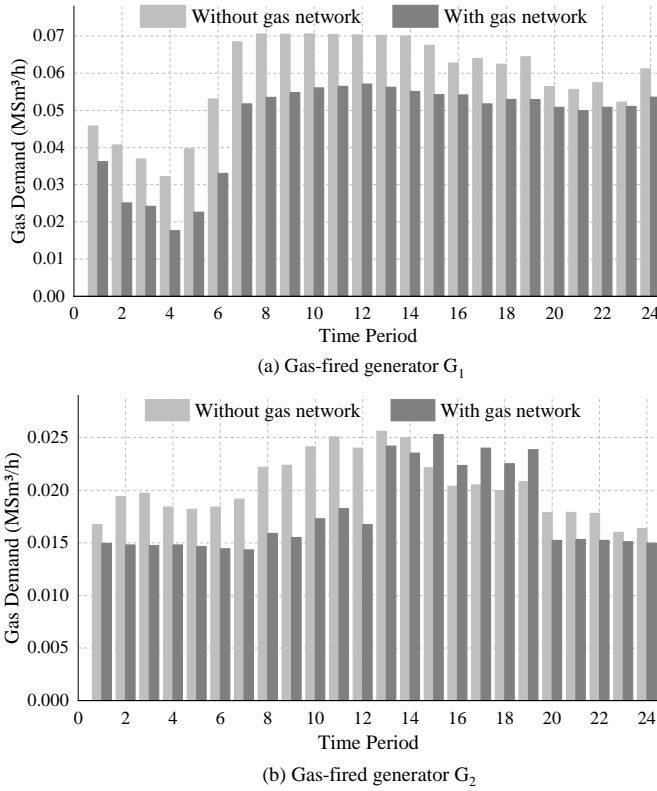 Without gas network With gas network
0.07
0.06
0.05
0.04
0.03
0.02
0.01
0.00
Gas Demand (MSm³/h)
0 2 4 6 8 10 12 14 16 18 20 22 24
Time Period
(a) Gas-fired generator G₁
Without gas network With gas network
0.025
0.020
0.015
0.010
0.005
0.000
Gas Demand (MSm³/h)
0 2 4 6 8 10 12 14 16 18 20 22 24
Time Period
(b) Gas-fired generator G₂